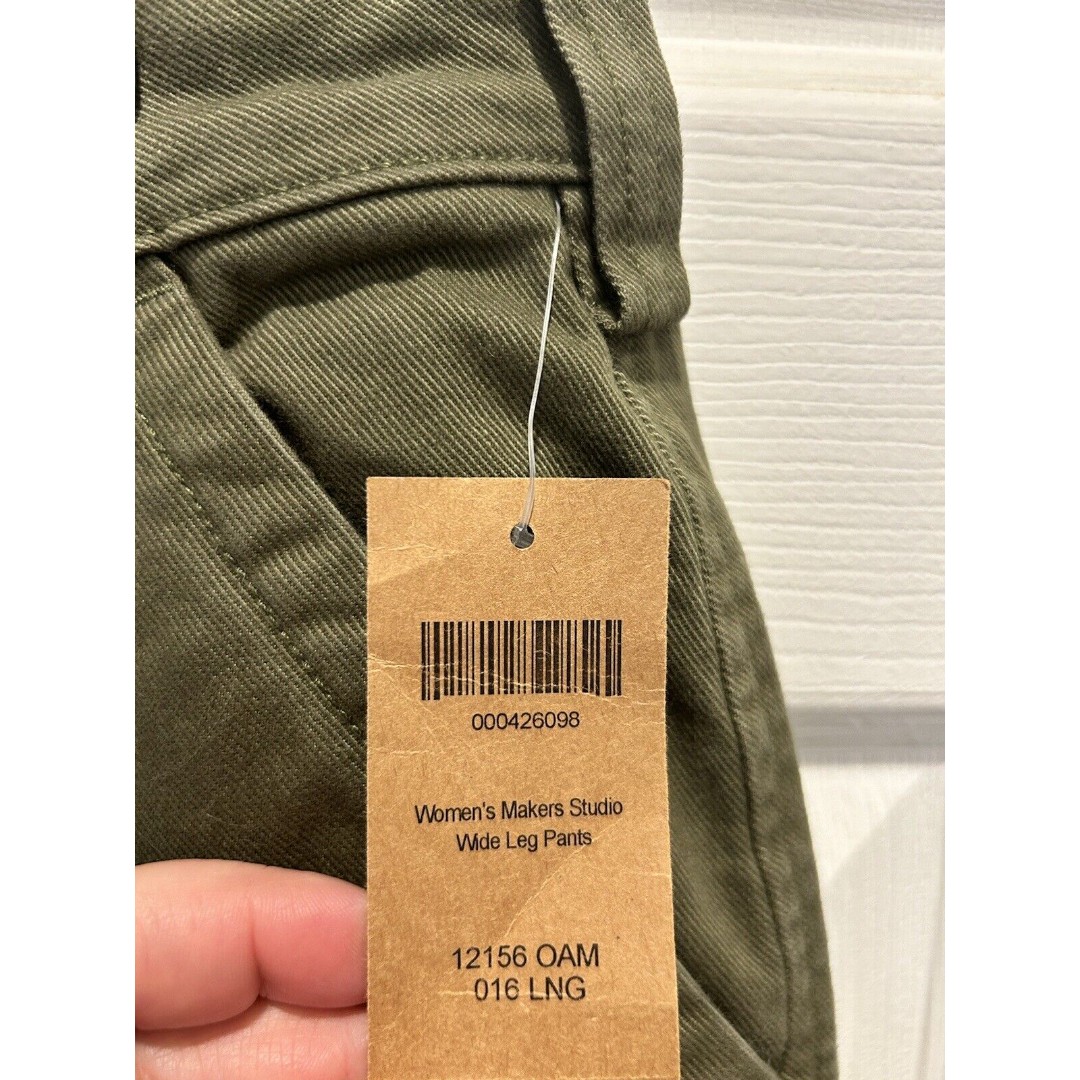 000426098
Women's Makers Studio
Wide Leg Pants
12156 OAM
016 LNG